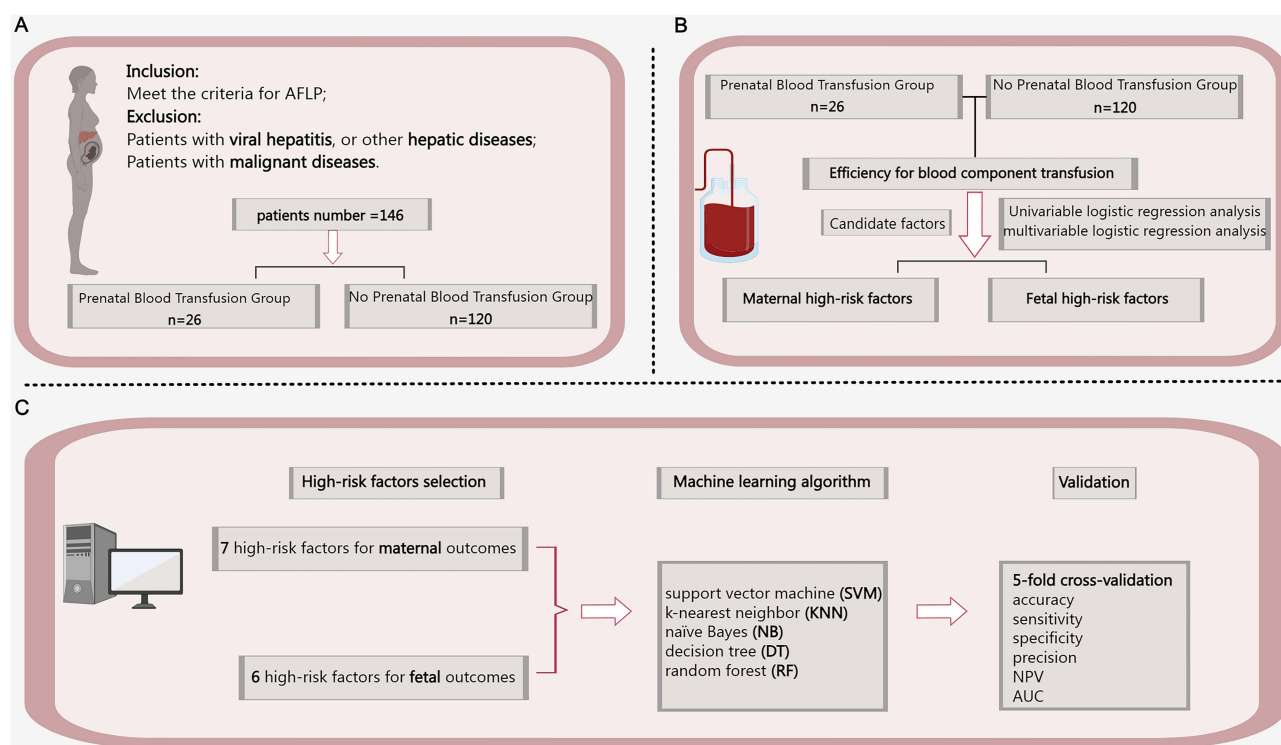 A
Inclusion:
Meet the criteria for AFLP;
Exclusion:
Patients with viral hepatitis, or other hepatic diseases;
Patients with malignant diseases.
patients number =146
Prenatal Blood Transfusion Group
n=26
No Prenatal Blood Transfusion Group
n=120
B
Prenatal Blood Transfusion Group
n=26
No Prenatal Blood Transfusion Group
n=120
Efficiency for blood component transfusion
Candidate factors
Univariable logistic regression analysis
multivariable logistic regression analysis
Maternal high-risk factors
Fetal high-risk factors
C
High-risk factors selection
7 high-risk factors for maternal outcomes
6 high-risk factors for fetal outcomes
Machine learning algorithm
support vector machine (SVM)
k-nearest neighbor (KNN)
naïve Bayes (NB)
decision tree (DT)
random forest (RF)
Validation
5-fold cross-validation
accuracy
sensitivity
specificity
precision
NPV
AUC